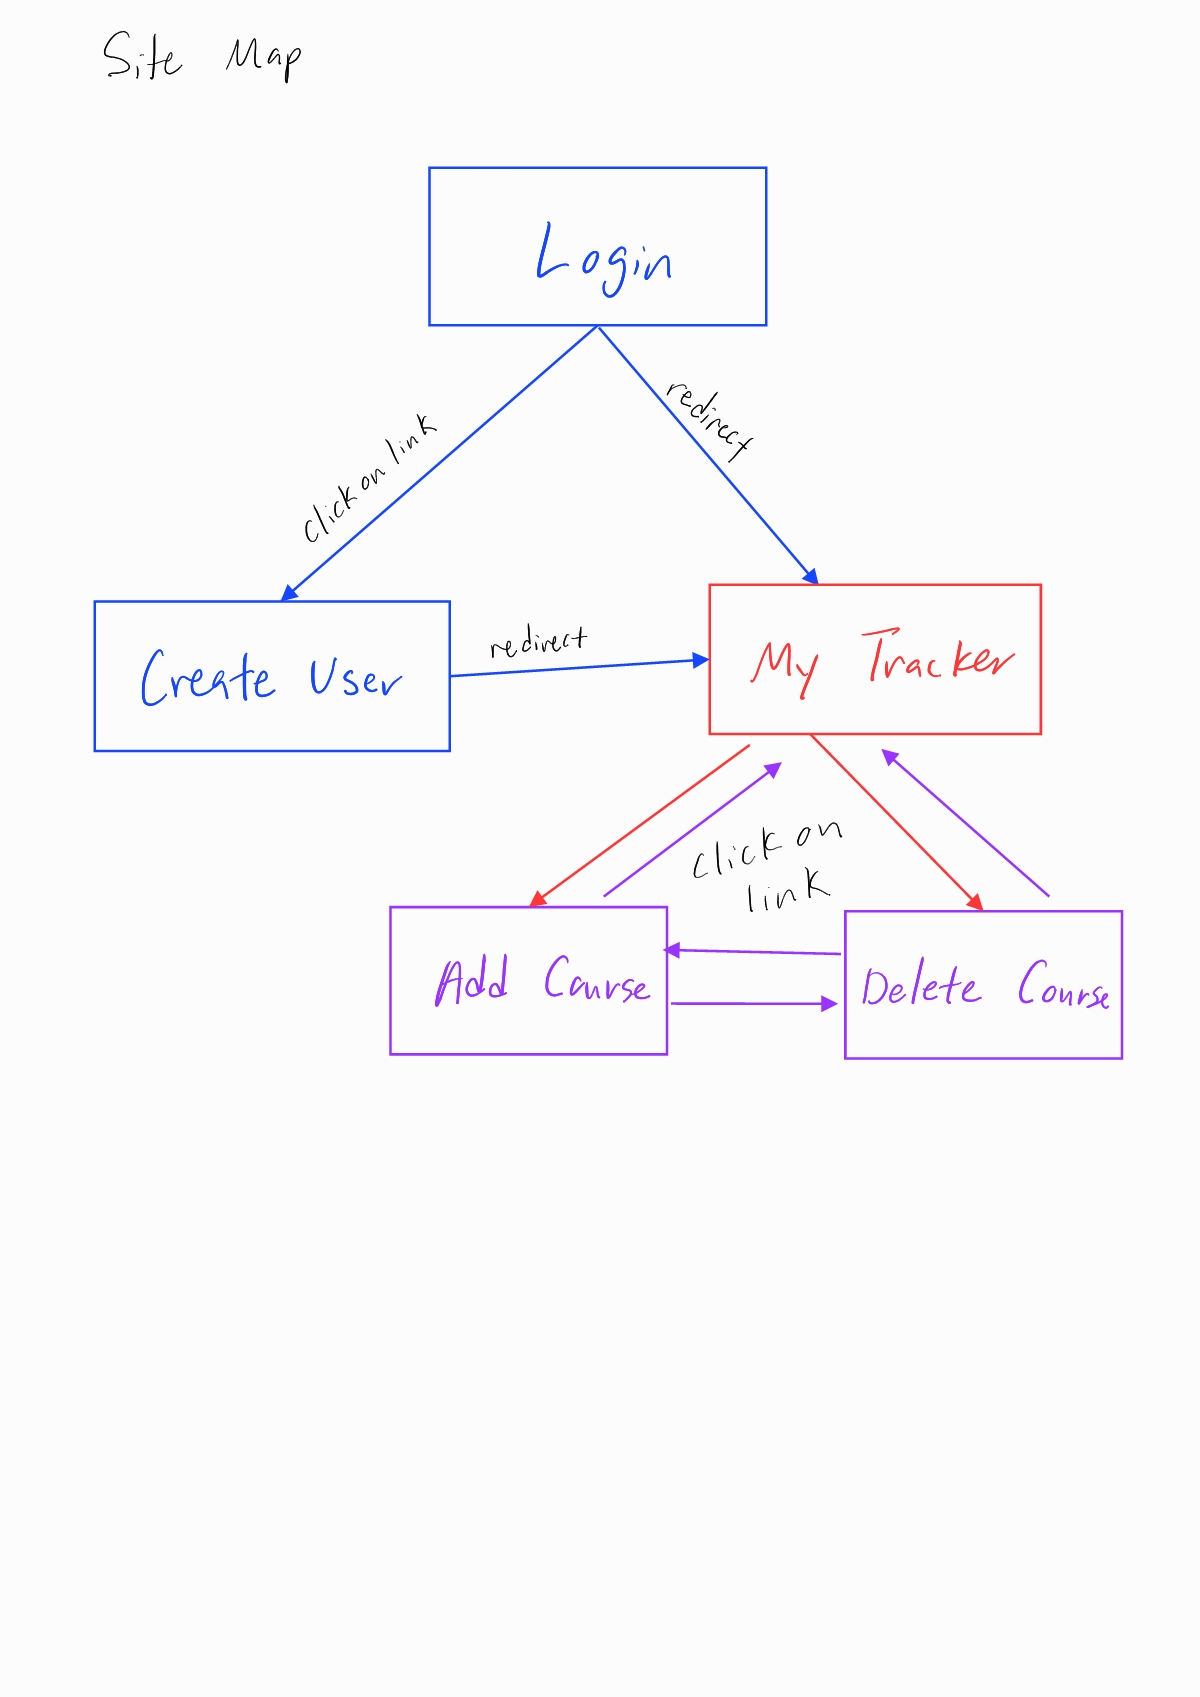 Site Map
Login
click on link
redirect
Create User
redirect
My Tracker
click on
link
Add Course
Delete Course